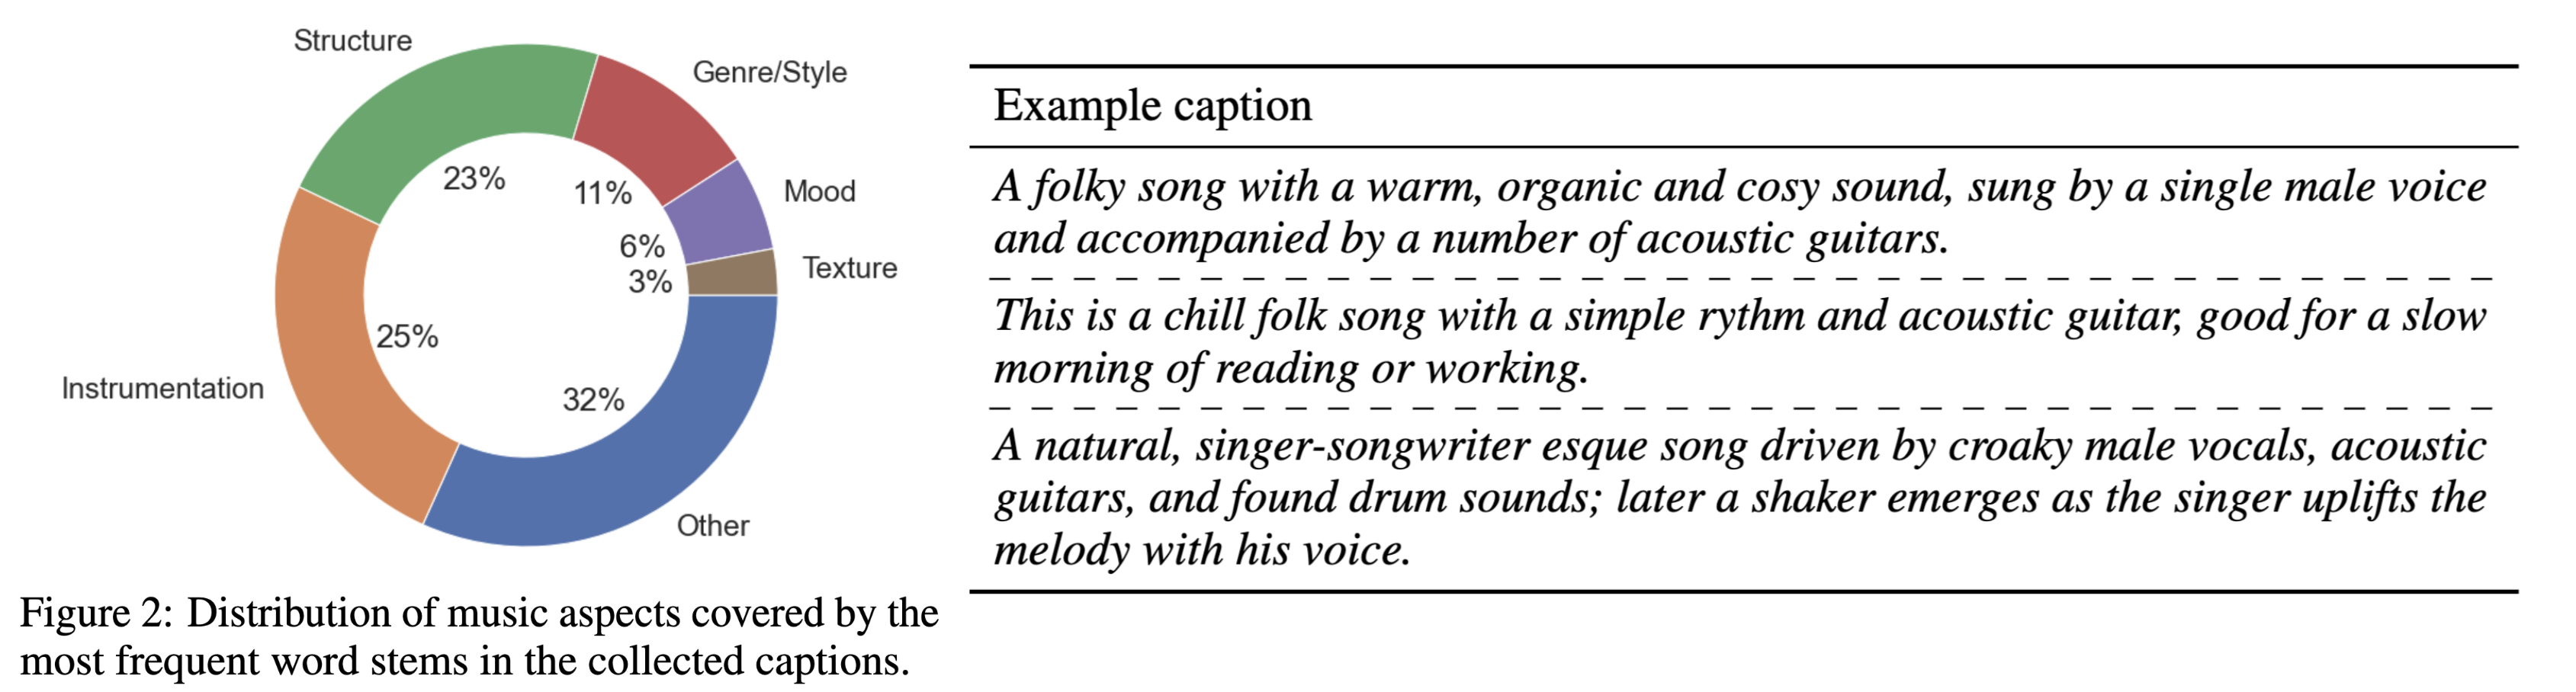 Structure
Genre/Style
Mood
Texture
Instrumentation
Other
23%
11%
6%
3%
25%
32%
Figure 2: Distribution of music aspects covered by the
most frequent word stems in the collected captions.
Example caption
A folky song with a warm, organic and cosy sound, sung by a single male voice
and accompanied by a number of acoustic guitars.
This is a chill folk song with a simple rythm and acoustic guitar, good for a slow
morning of reading or working.
A natural, singer-songwriter esque song driven by croaky male vocals, acoustic
guitars, and found drum sounds; later a shaker emerges as the singer uplifts the
melody with his voice.